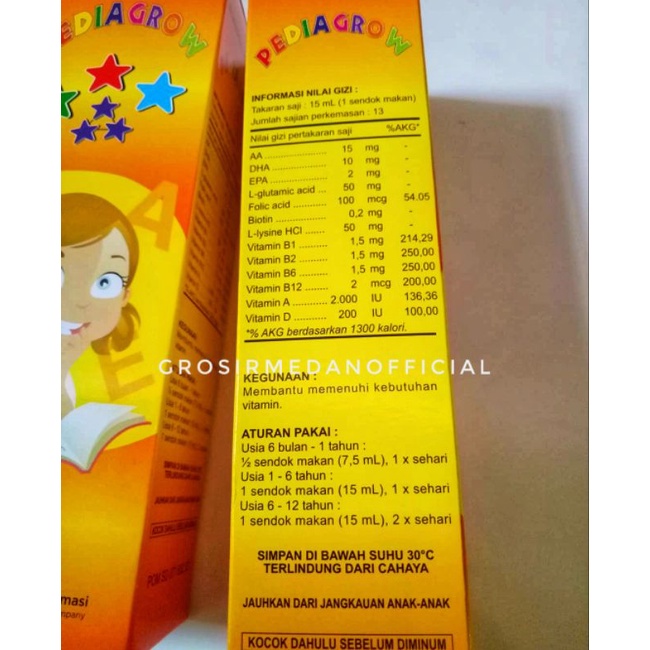 PEDIAGROW
INFORMASI NILAI GIZI :
Takaran saji : 15 mL (1 sendok makan)
Jumlah sajian perkemasan : 13
Nilai gizi pertakaran saji %AKG*
AA ...................... 15 mg -
DHA .................. 10 mg -
EPA ................... 2 mg -
L-glutamic acid ... 50 mg -
Folic acid ........... 100 mcg 54.05
Biotin ................. 0,2 mg -
L-lysine HCl ....... 50 mg -
Vitamin B1 ......... 1,5 mg 214,29
Vitamin B2 ......... 1,5 mg 250,00
Vitamin B6 ......... 1,5 mg 250,00
Vitamin B12 ....... 2 mcg 200,00
Vitamin A ........... 2.000 IU 136,36
Vitamin D ........... 200 IU 100,00
*% AKG berdasarkan 1300 kalori.
GROSIRMEDANOFFICIAL
KEGUNAAN :
Membantu memenuhi kebutuhan
vitamin.
ATURAN PAKAI :
Usia 6 bulan - 1 tahun :
½ sendok makan (7,5 mL), 1 x sehari
Usia 1 - 6 tahun :
1 sendok makan (15 mL), 1 x sehari
Usia 6 - 12 tahun :
1 sendok makan (15 mL), 2 x sehari
SIMPAN DI BAWAH SUHU 30°C
TERLINDUNG DARI CAHAYA
JAUHKAN DARI JANGKAUAN ANAK-ANAK
KOCOK DAHULU SEBELUM DIMINUM
PEDIAGROW
A
E